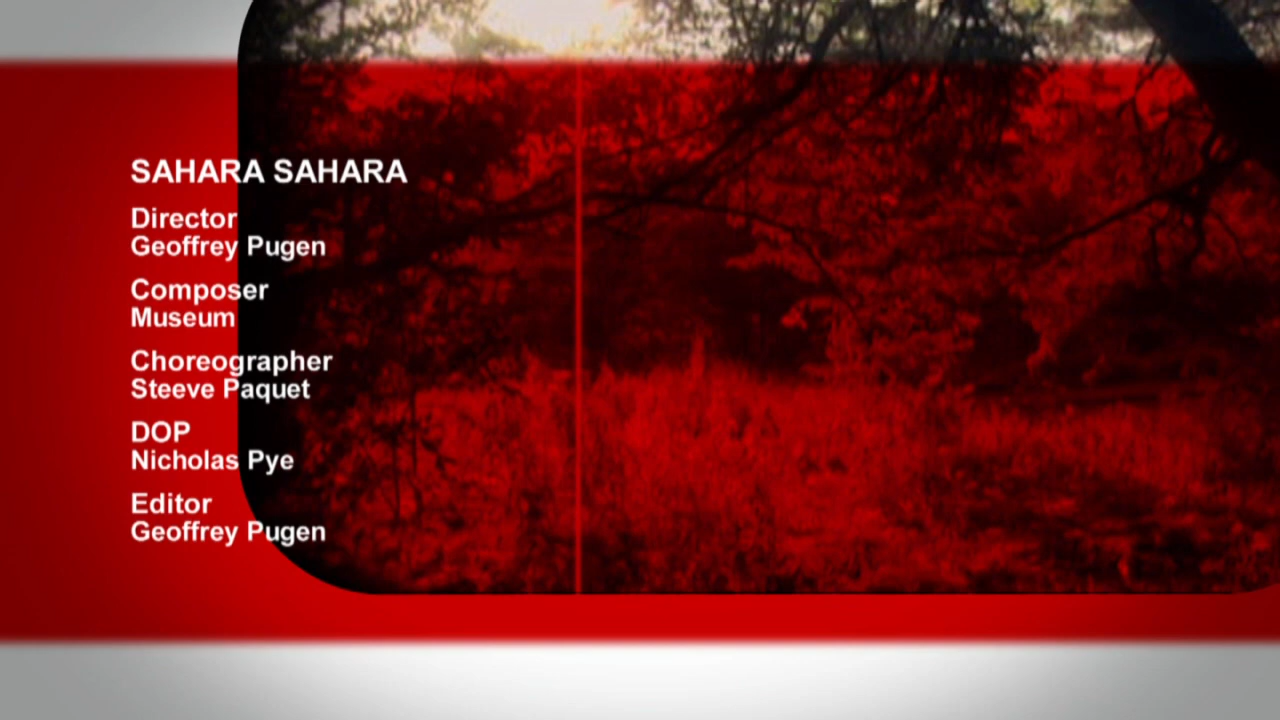 SAHARA SAHARA
Director
Geoffrey Pugen
Composer
Museum
Choreographer
Steeve Paquet
DOP
Nicholas Pye
Editor
Geoffrey Pugen